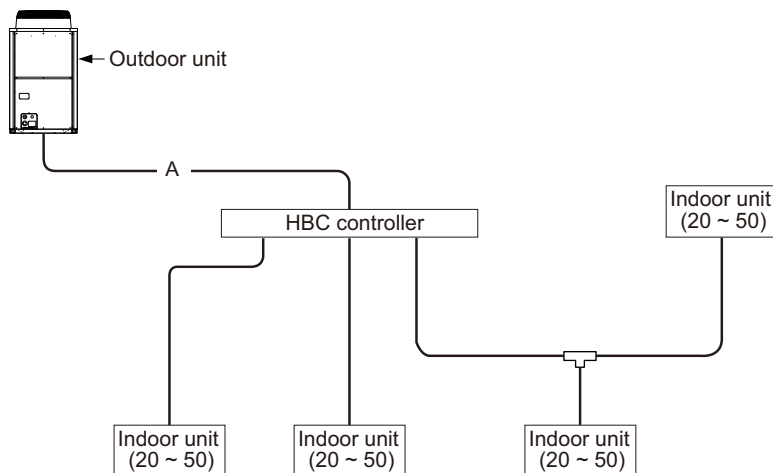 Outdoor unit
A
HBC controller
Indoor unit
(20 ~ 50)
Indoor unit
(20 ~ 50)
Indoor unit
(20 ~ 50)
Indoor unit
(20 ~ 50)